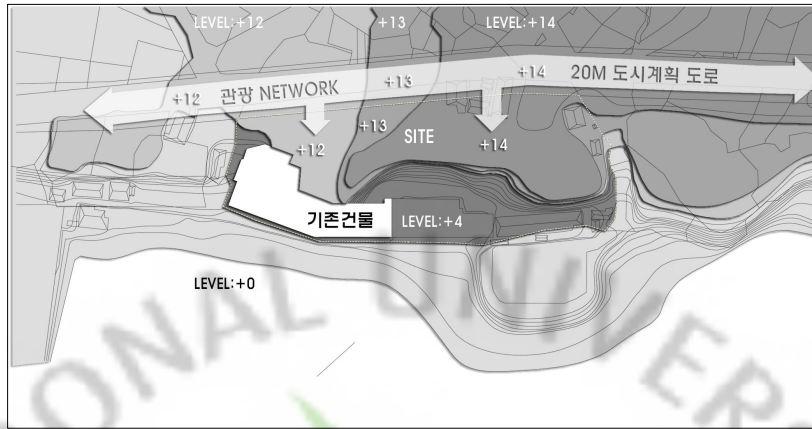 LEVEL:+12
+13
LEVEL:+14
+14
20M 도시계획 도로
+13
+12
관광 NETWORK
+13
SITE
+12
+14
기존건물
LEVEL:+4
LEVEL:+0
ONAL UNIVERS